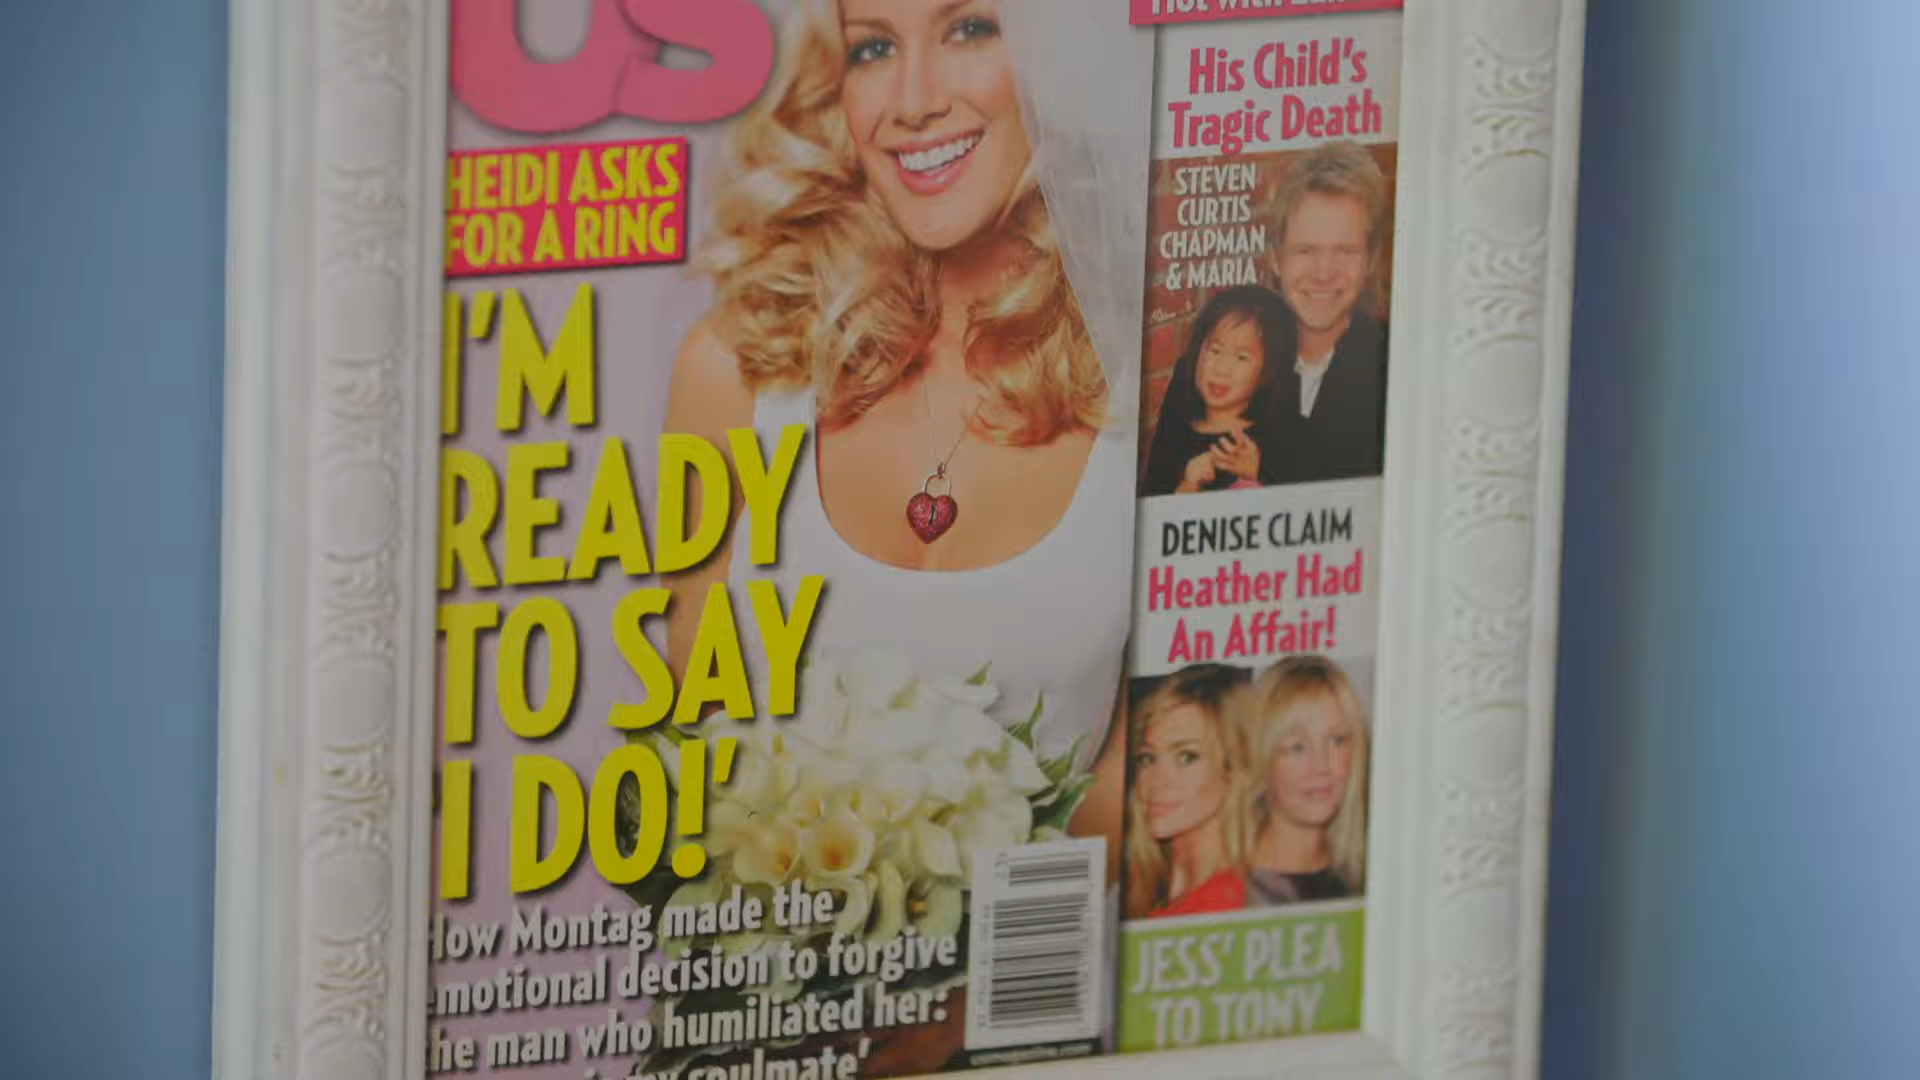 Us
HEIDI ASKS
FOR A RING
I'M
READY
TO SAY
'I DO!'
How Montag made the
emotional decision to forgive
the man who humiliated her:
soulmate'
His Child's
Tragic Death
STEVEN
CURTIS
CHAPMAN
& MARIA
DENISE CLAIM
Heather Had
An Affair!
JESS' PLEA
TO TONY